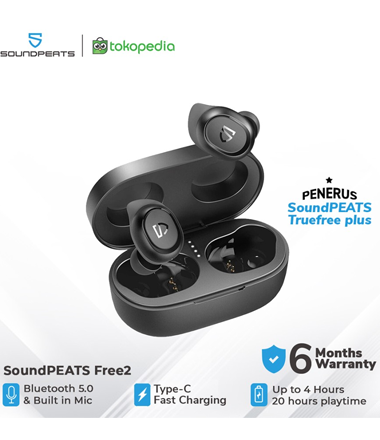 SOUNDPEATS
tokopedia
PENERUS
SoundPEATS
Truefree plus
6 Months
Warranty
SoundPEATS Free2
Bluetooth 5.0
& Built in Mic
Type-C
Fast Charging
Up to 4 Hours
20 hours playtime